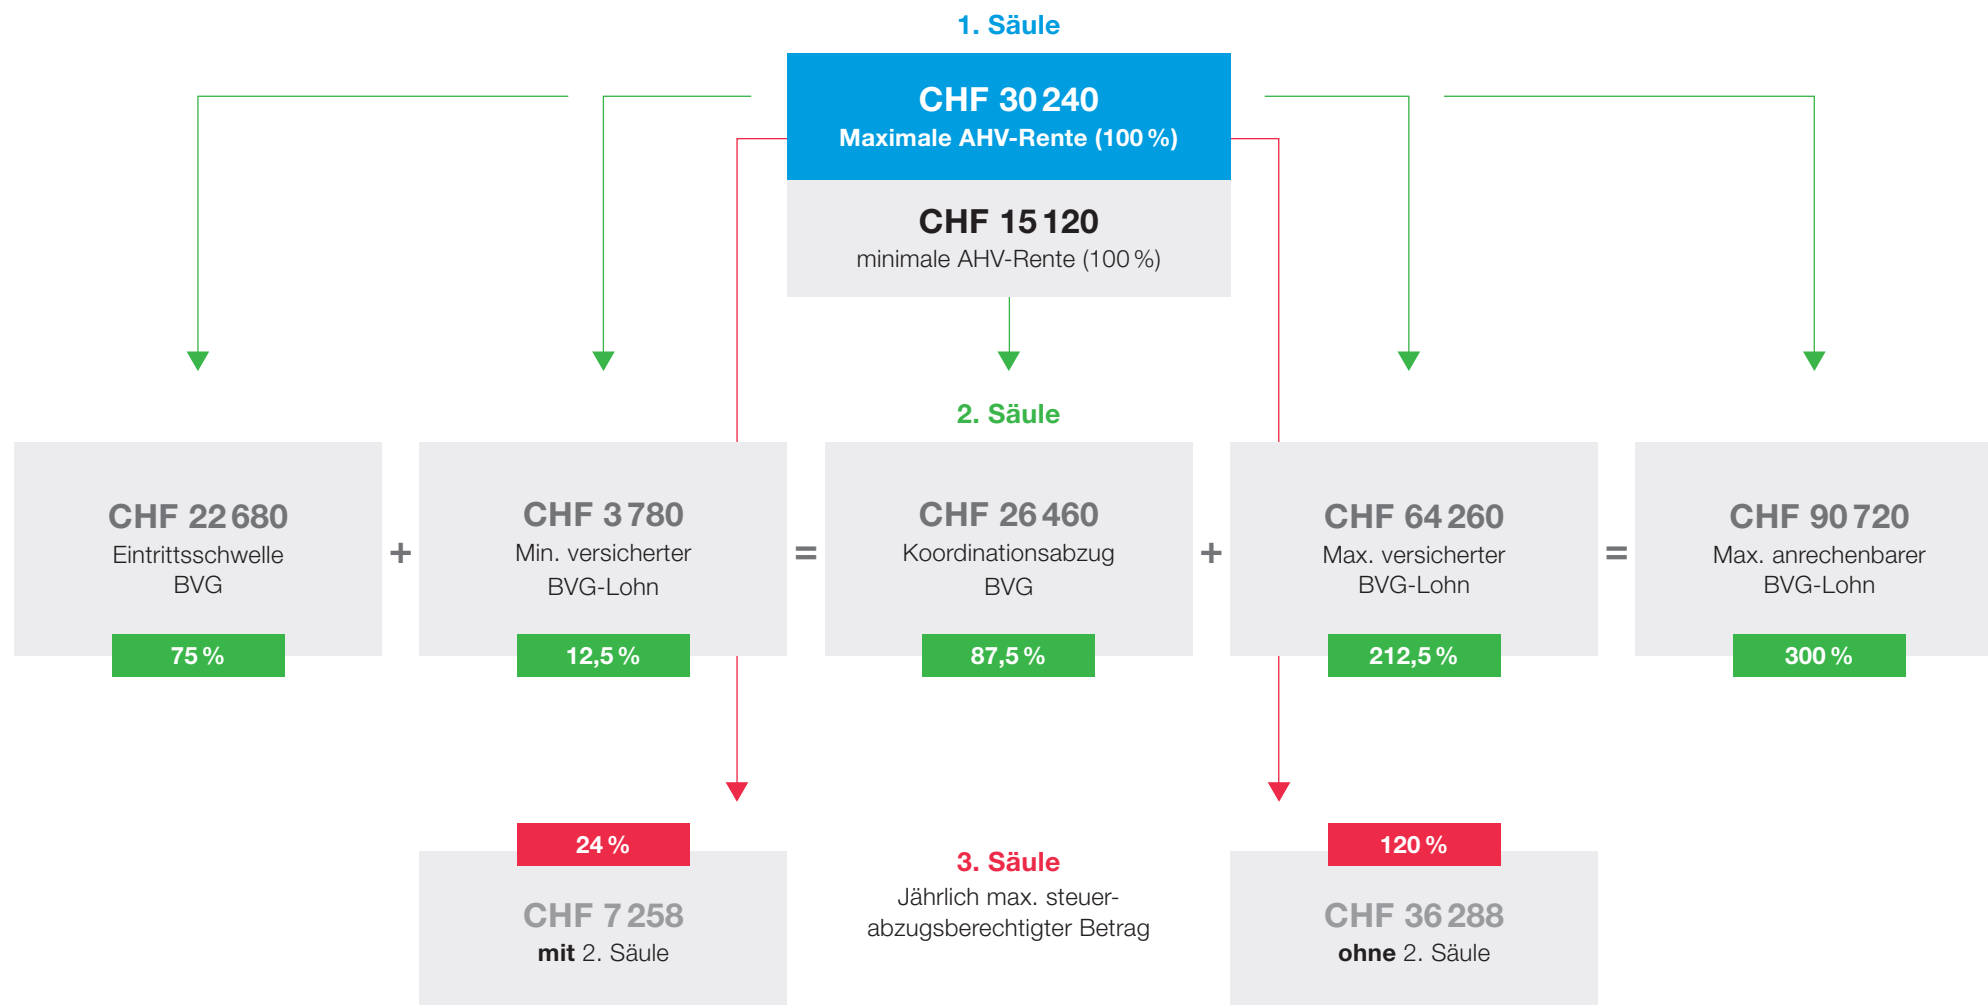 1. Säule
CHF 30 240
Maximale AHV-Rente (100 %)
CHF 15 120
minimale AHV-Rente (100 %)
2. Säule
CHF 22 680
Eintrittsschwelle
BVG
75 %
+
CHF 3 780
Min. versicherter
BVG-Lohn
12,5 %
=
CHF 26 460
Koordinationsabzug
BVG
87,5 %
+
CHF 64 260
Max. versicherter
BVG-Lohn
212,5 %
=
CHF 90 720
Max. anrechenbarer
BVG-Lohn
300 %
24 %
CHF 7 258
mit 2. Säule
3. Säule
Jährlich max. steuer-
abzugsberechtigter Betrag
120 %
CHF 36 288
ohne 2. Säule